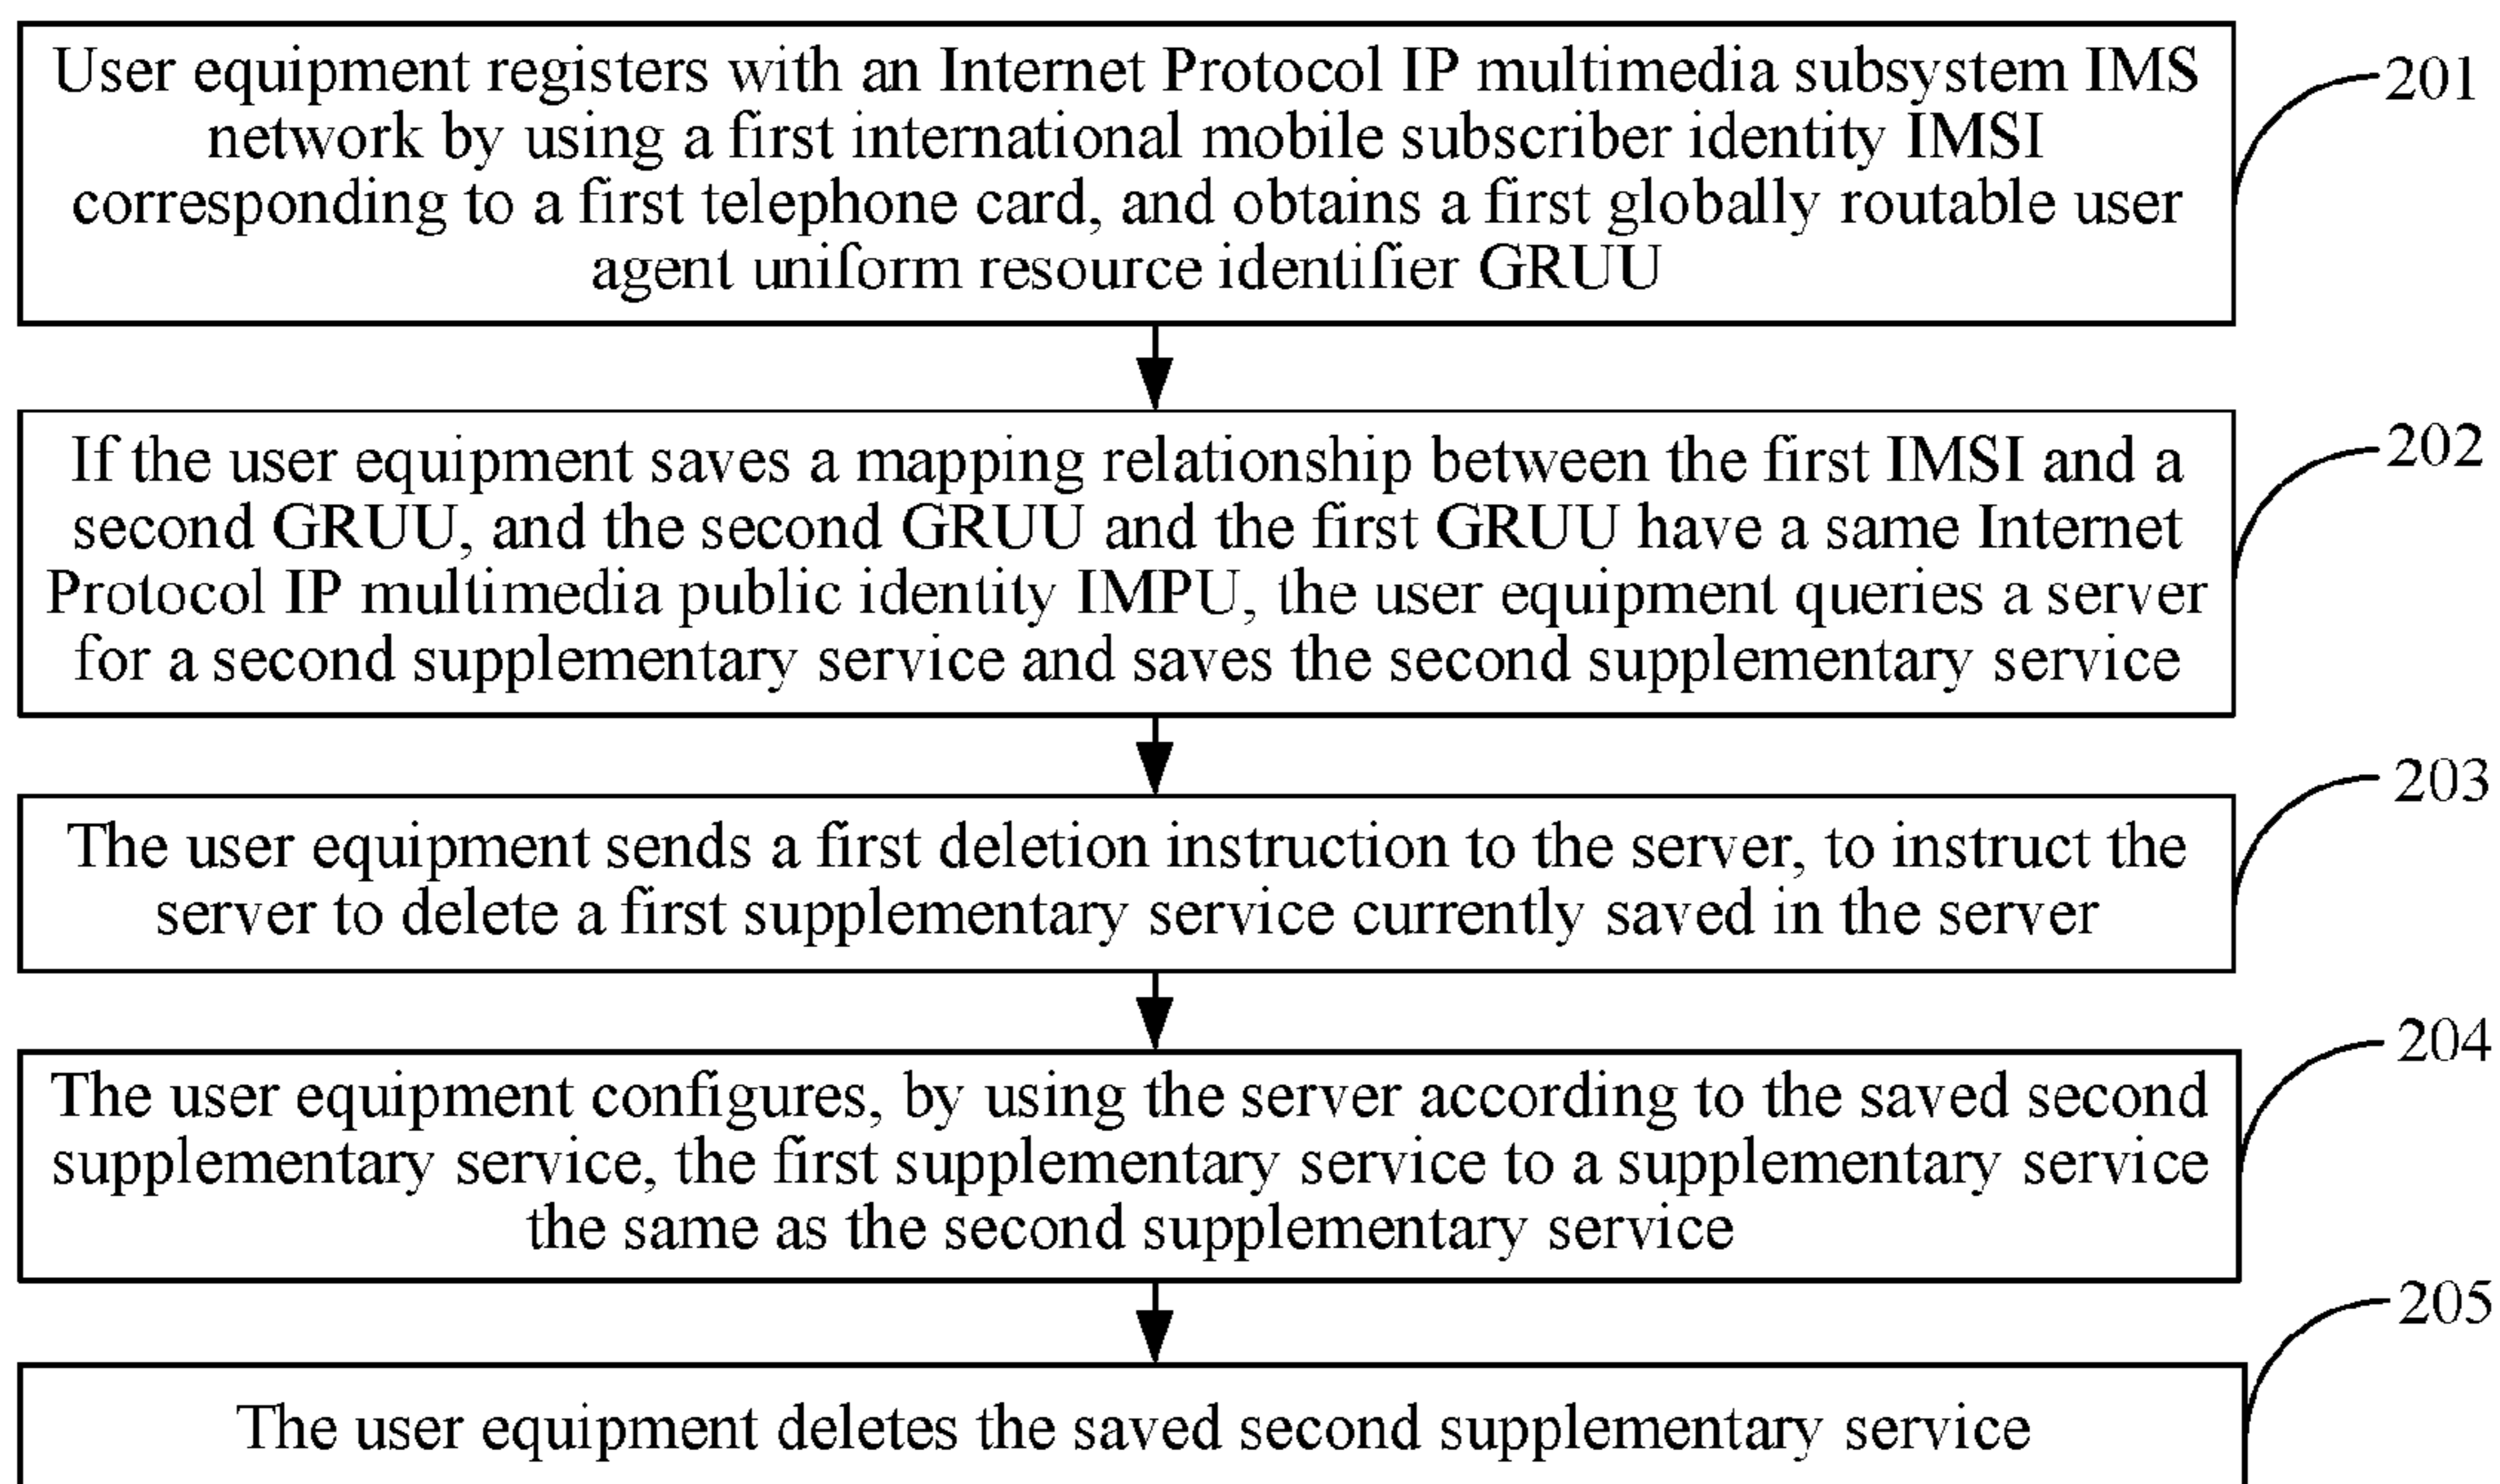 User equipment registers with an Internet Protocol IP multimedia subsystem IMS
network by using a first international mobile subscriber identity IMSI
corresponding to a first telephone card, and obtains a first globally routable user
agent uniform resource identifier GRUU
201
If the user equipment saves a mapping relationship between the first IMSI and a
second GRUU, and the second GRUU and the first GRUU have a same Internet
Protocol IP multimedia public identity IMPU, the user equipment queries a server
for a second supplementary service and saves the second supplementary service
202
The user equipment sends a first deletion instruction to the server, to instruct the
server to delete a first supplementary service currently saved in the server
203
The user equipment configures, by using the server according to the saved second
supplementary service, the first supplementary service to a supplementary service
the same as the second supplementary service
204
The user equipment deletes the saved second supplementary service
205